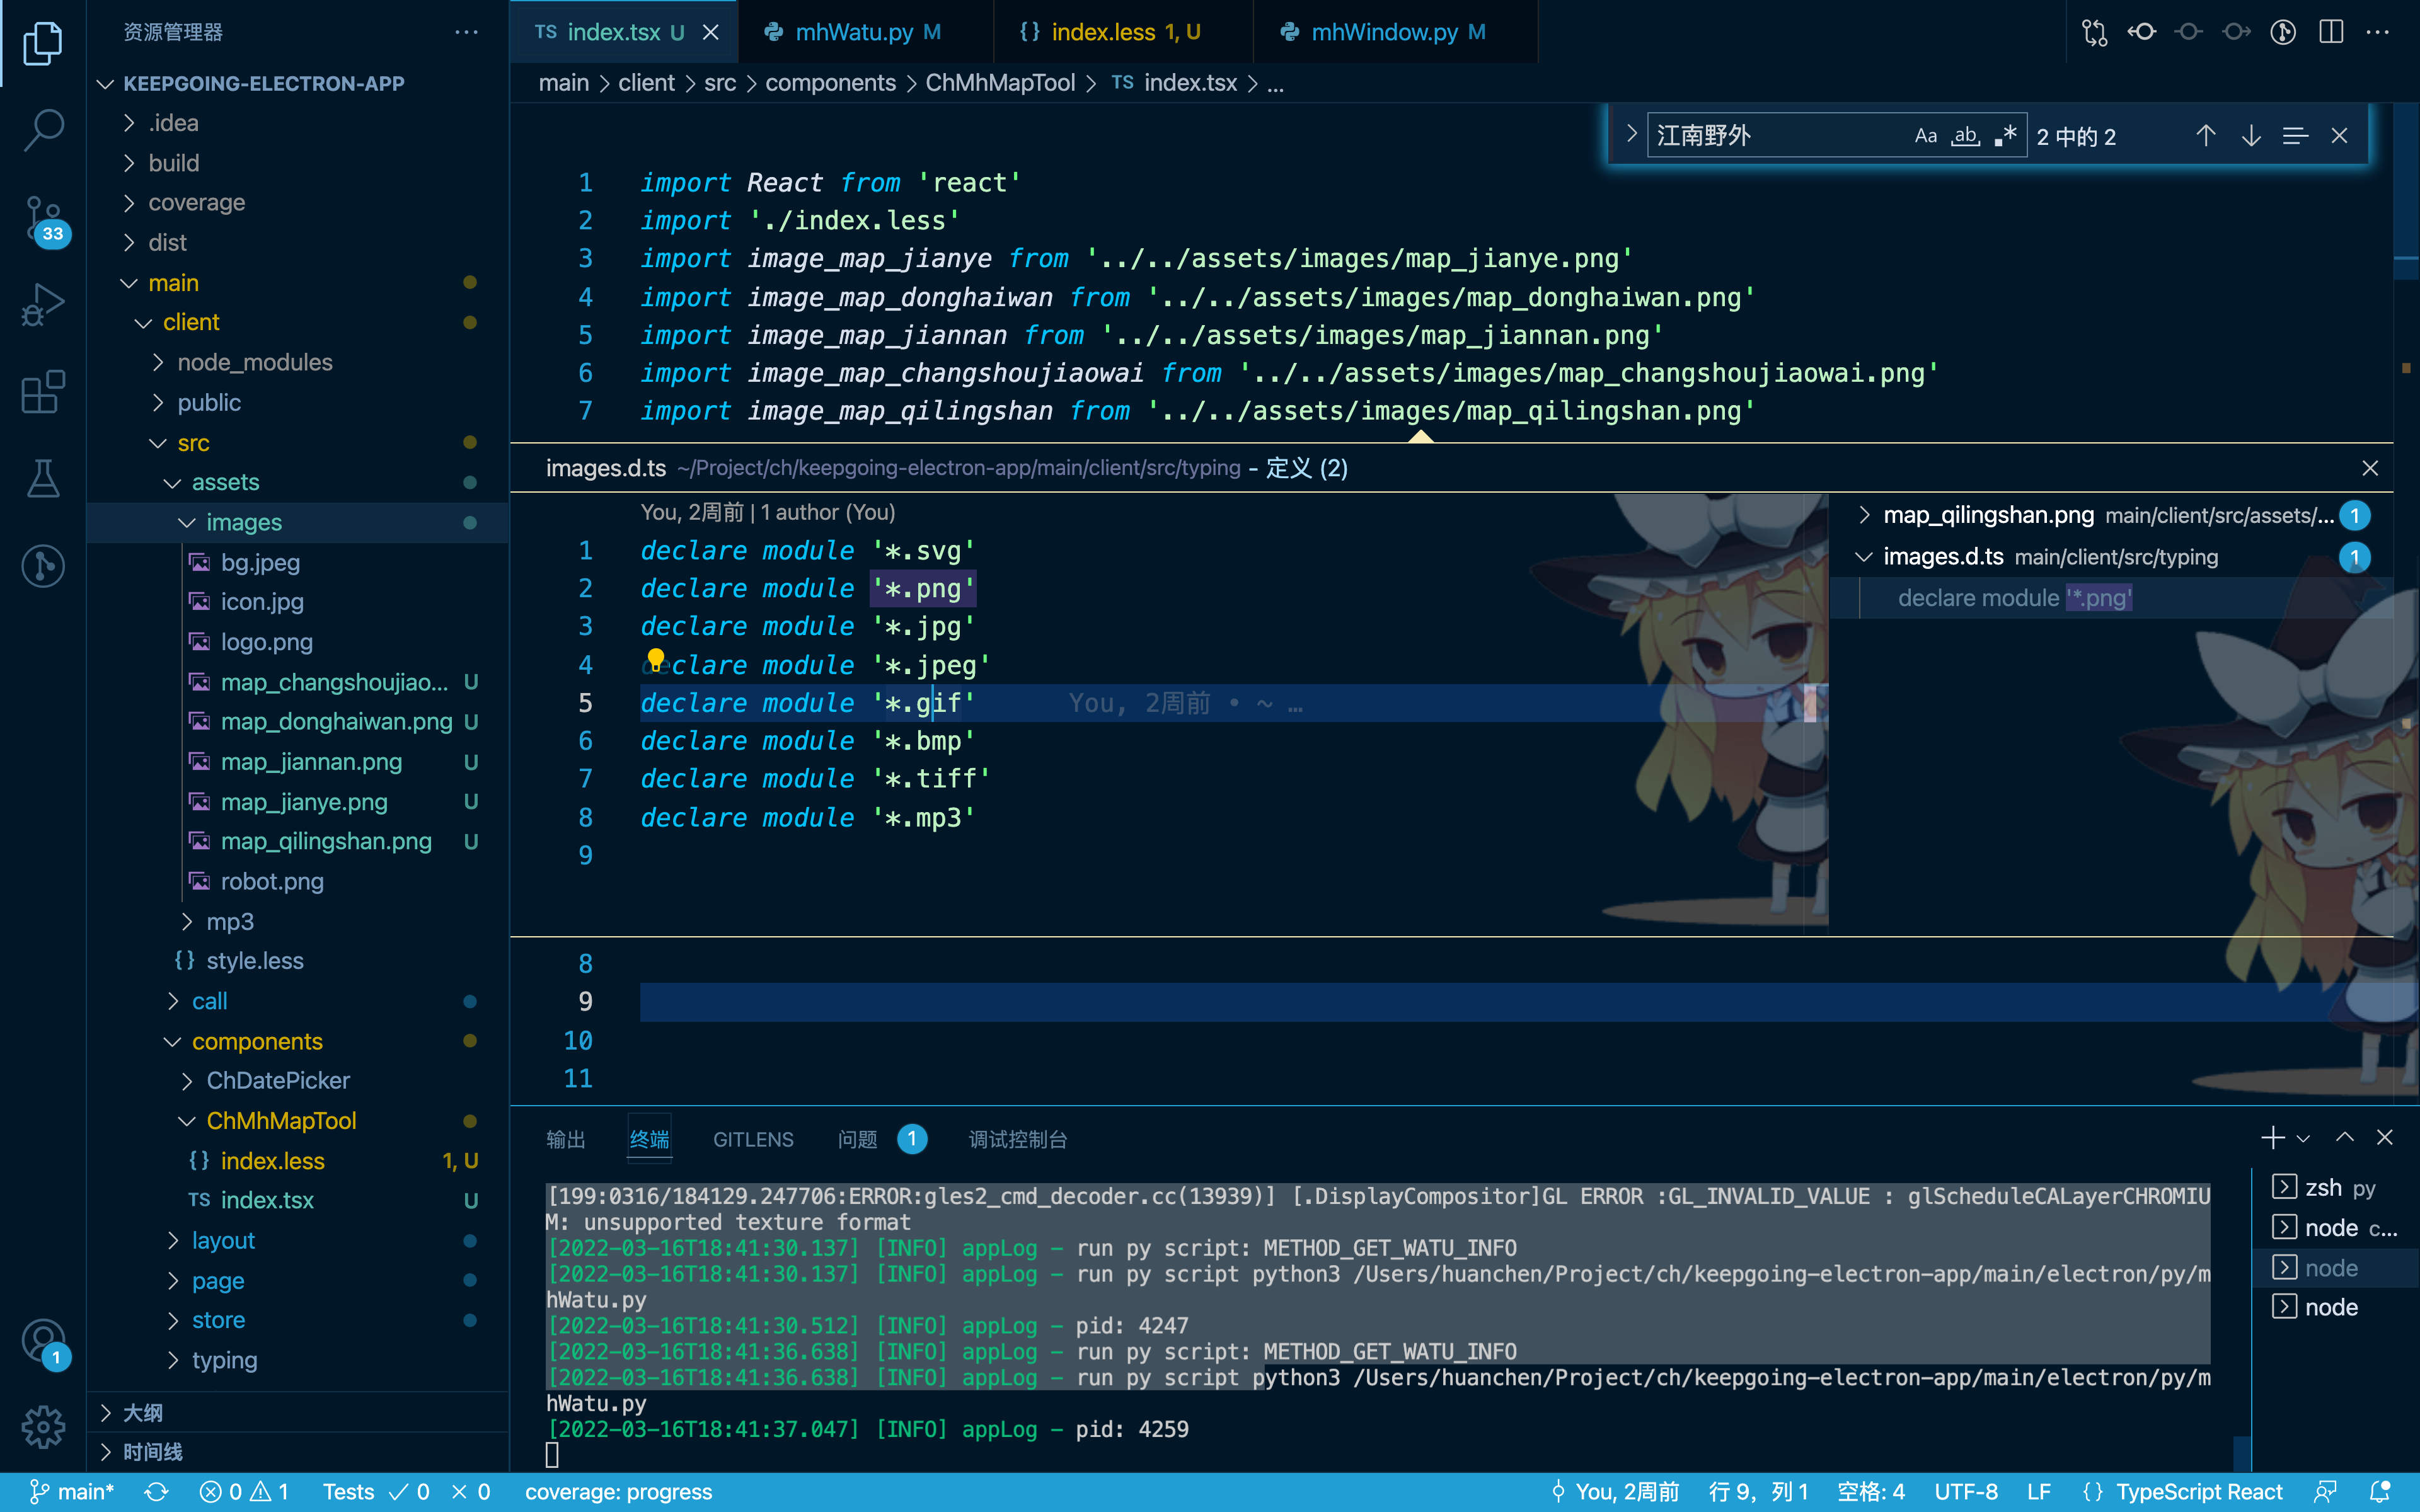 资源管理器
KEEPGOING-ELECTRON-APP
.idea
build
coverage
dist
main
client
node_modules
public
src
assets
images
bg.jpeg
icon.jpg
logo.png
map_changshoujiao... U
map_donghaiwan.png U
map_jiannan.png U
map_jianye.png U
map_qilingshan.png U
robot.png
mp3
{} style.less
call
components
ChDatePicker
ChMhMapTool
{} index.less 1, U
TS index.tsx U
layout
page
store
typing
大纲
时间线
33
1
TS index.tsx U
mhWatu.py M
{} index.less 1, U
mhWindow.py M
main > client > src > components > ChMhMapTool > TS index.tsx > ...
江南野外 Aa ab .* 2 中的 2
1 import React from 'react'
2 import './index.less'
3 import image_map_jianye from '../../assets/images/map_jianye.png'
4 import image_map_donghaiwan from '../../assets/images/map_donghaiwan.png'
5 import image_map_jiannan from '../../assets/images/map_jiannan.png'
6 import image_map_changshoujiaowai from '../../assets/images/map_changshoujiaowai.png'
7 import image_map_qilingshan from '../../assets/images/map_qilingshan.png'
images.d.ts ~/Project/ch/keepgoing-electron-app/main/client/src/typing - 定义 (2)
You, 2周前 | 1 author (You)
1 declare module '*.svg'
2 declare module '*.png'
3 declare module '*.jpg'
4 declare module '*.jpeg'
5 declare module '*.gif' You, 2周前 • ~ …
6 declare module '*.bmp'
7 declare module '*.tiff'
8 declare module '*.mp3'
9
map_qilingshan.png main/client/src/assets/... 1
images.d.ts main/client/src/typing 1
declare module '*.png'
8
9
10
11
输出 终端 GITLENS 问题 1 调试控制台
[199:0316/184129.247706:ERROR:gles2_cmd_decoder.cc(13939)] [.DisplayCompositor]GL ERROR :GL_INVALID_VALUE : glScheduleCALayerCHROMIU
M: unsupported texture format
[2022-03-16T18:41:30.137] [INFO] appLog - run py script: METHOD_GET_WATU_INFO
[2022-03-16T18:41:30.137] [INFO] appLog - run py script python3 /Users/huanchen/Project/ch/keepgoing-electron-app/main/electron/py/m
hWatu.py
[2022-03-16T18:41:30.512] [INFO] appLog - pid: 4247
[2022-03-16T18:41:36.638] [INFO] appLog - run py script: METHOD_GET_WATU_INFO
[2022-03-16T18:41:36.638] [INFO] appLog - run py script python3 /Users/huanchen/Project/ch/keepgoing-electron-app/main/electron/py/m
hWatu.py
[2022-03-16T18:41:37.047] [INFO] appLog - pid: 4259
zsh py
node c...
node
node
main* 0 1 Tests 0 0 coverage: progress
You, 2周前 行 9，列 1 空格: 4 UTF-8 LF {} TypeScript React